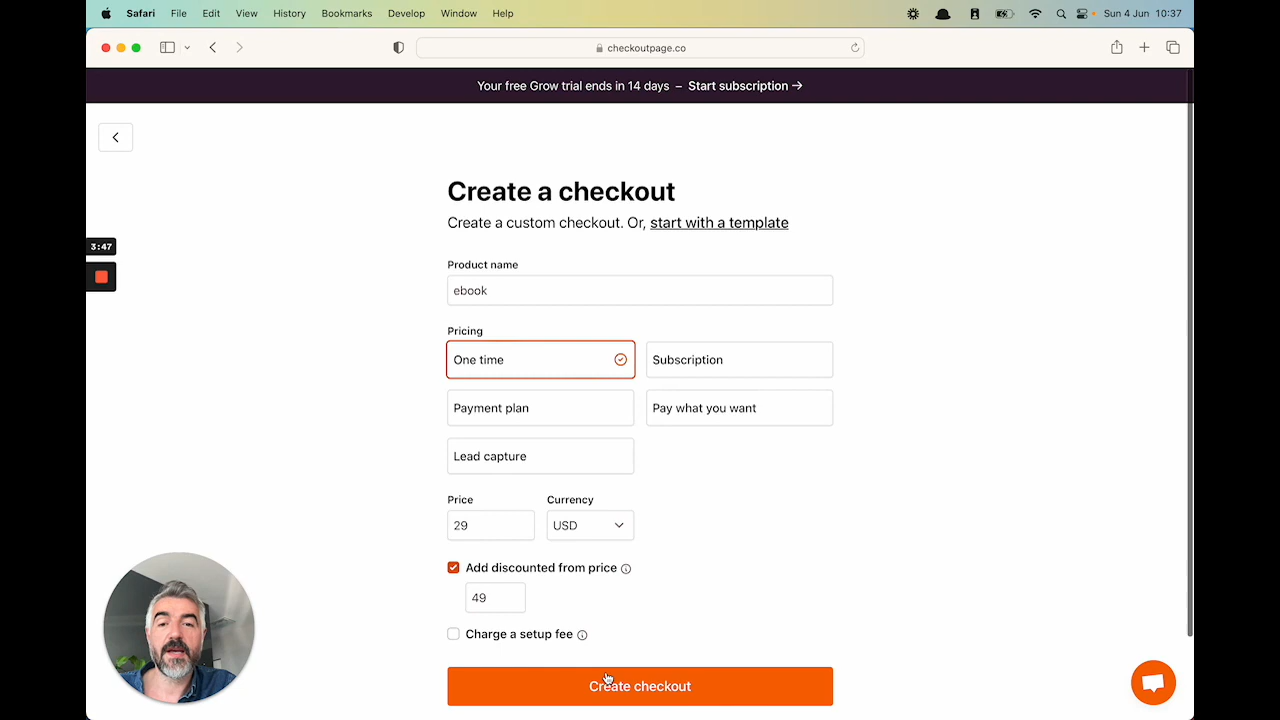 Safari File Edit View History Bookmarks Develop Window Help Sun 4 Jun 10:37
checkoutpage.co
Your free Grow trial ends in 14 days – Start subscription →
Create a checkout
Create a custom checkout. Or, start with a template
3:47
Product name
ebook
Pricing
One time Subscription
Payment plan Pay what you want
Lead capture
Price Currency
29 USD
Add discounted from price
49
Charge a setup fee
Create checkout